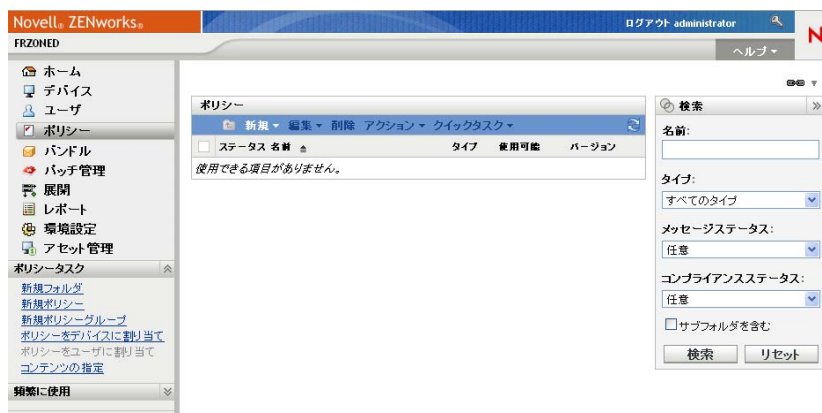 Novell® ZENworks®
ログアウト administrator
FRZONED
N
ヘルプ
ホーム
デバイス
ユーザ
ポリシー
バンドル
パッチ管理
展開
レポート
環境設定
アセット管理
ポリシータスク
新規フォルダ
新規ポリシー
新規ポリシーグループ
ポリシーをデバイスに割り当て
ポリシーをユーザに割り当て
コンテンツの指定
頻繁に使用
ポリシー
新規 編集 削除 アクション クイックタスク
ステータス 名前 タイプ 使用可能 バージョン
使用できる項目がありません。
検索
名前:
タイプ:
すべてのタイプ
メッセージステータス:
任意
コンプライアンスステータス:
任意
サブフォルダを含む
検索 リセット